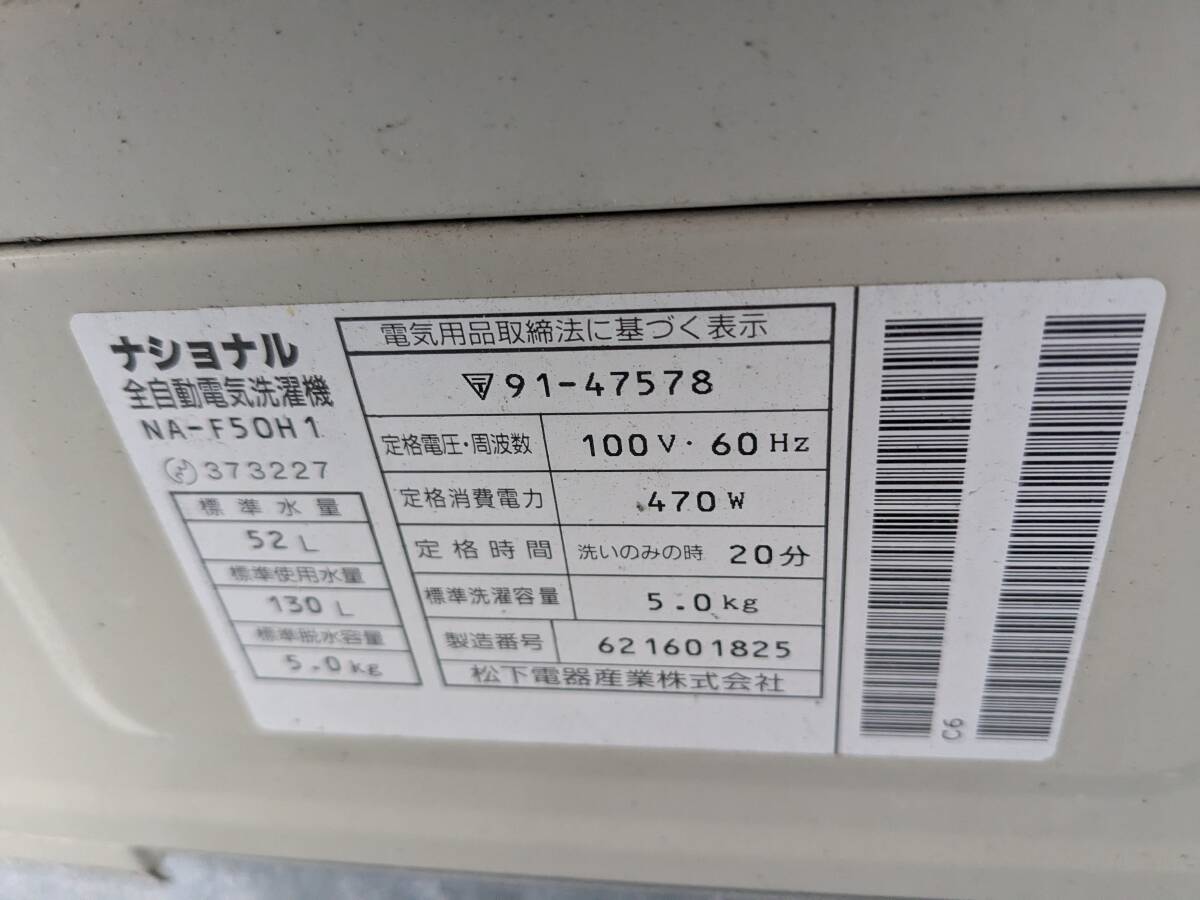 ナショナル
全自動電気洗濯機
NA-F50H1
373227
標準水量
52L
標準使用水量
130L
標準脱水容量
5.0kg
電気用品取締法に基づく表示
〒91-47578
定格電圧・周波数 100V・60Hz
定格消費電力 470W
定格時間 洗いのみの時 20分
標準洗濯容量 5.0kg
製造番号 621601825
松下電器産業株式会社
C6